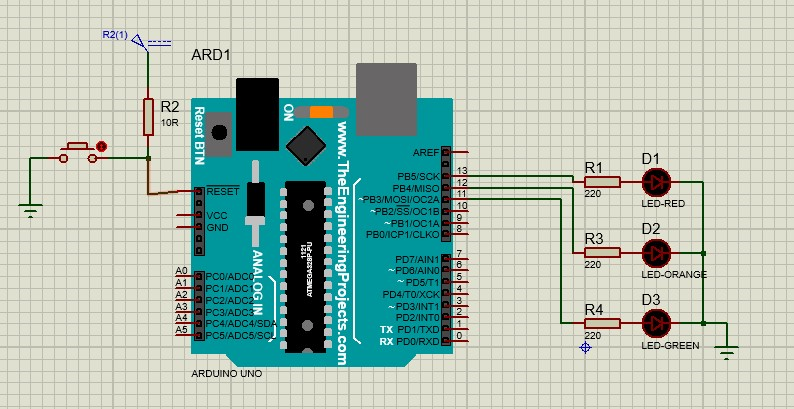 R2(1)
ARD1
R2
10R
Reset BTN
ON
www.TheEngineeringProjects.com
RESET
VCC
GND
1121
ATMEGA328P-PU
ANALOG IN
A0
A1
A2
A3
A4
A5
PC0/ADC0
PC1/ADC1
PC2/ADC2
PC3/ADC3
PC4/ADC4/SDA
PC5/ADC5/SCL
AREF
PB5/SCK 13
PB4/MISO 12
~PB3/MOSI/OC2A 11
~PB2/SS/OC1B 10
~PB1/OC1A 9
PB0/ICP1/CLKO 8
PD7/AIN1 7
~PD6/AIN0 6
~PD5/T1 5
PD4/T0/XCK 4
~PD3/INT1 3
PD2/INT0 2
TX PD1/TXD 1
RX PD0/RXD 0
ARDUINO UNO
R1
220
D1
LED-RED
R3
220
D2
LED-ORANGE
R4
220
D3
LED-GREEN